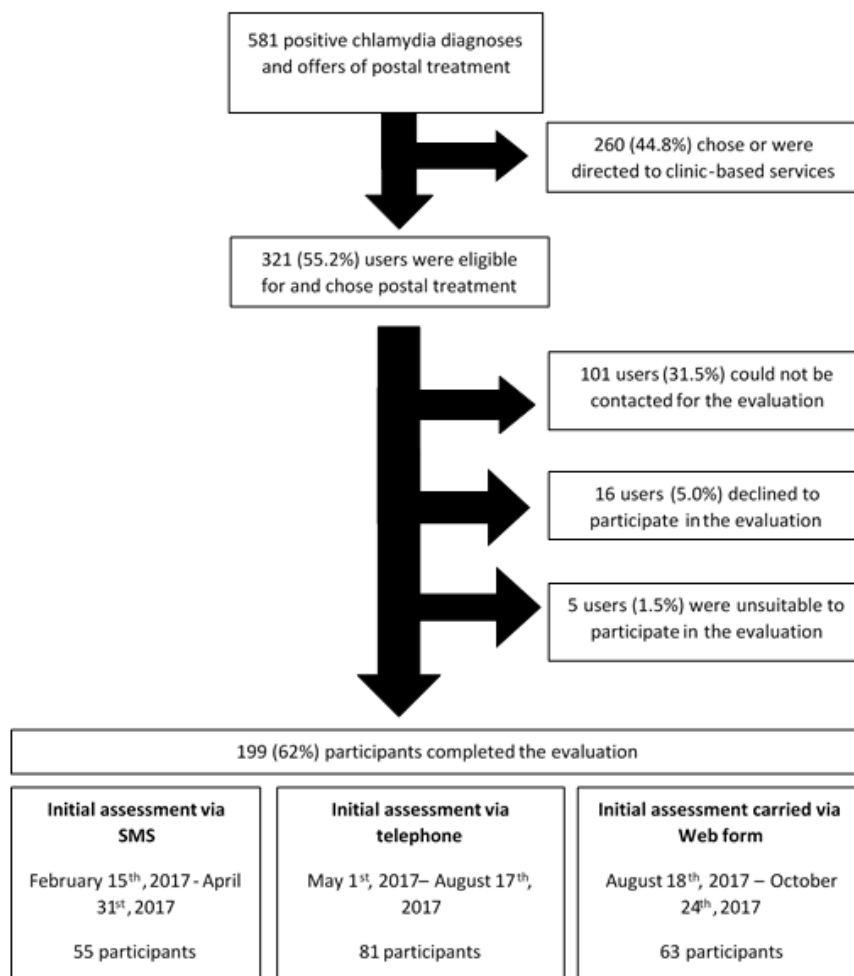 581 positive chlamydia diagnoses
and offers of postal treatment
260 (44.8%) chose or were
directed to clinic-based services
321 (55.2%) users were eligible
for and chose postal treatment
101 users (31.5%) could not be
contacted for the evaluation
16 users (5.0%) declined to
participate in the evaluation
5 users (1.5%) were unsuitable to
participate in the evaluation
199 (62%) participants completed the evaluation
Initial assessment via
SMS
February 15th, 2017 - April
31st, 2017
55 participants
Initial assessment via
telephone
May 1st, 2017– August 17th,
2017
81 participants
Initial assessment carried via
Web form
August 18th, 2017 – October
24th, 2017
63 participants